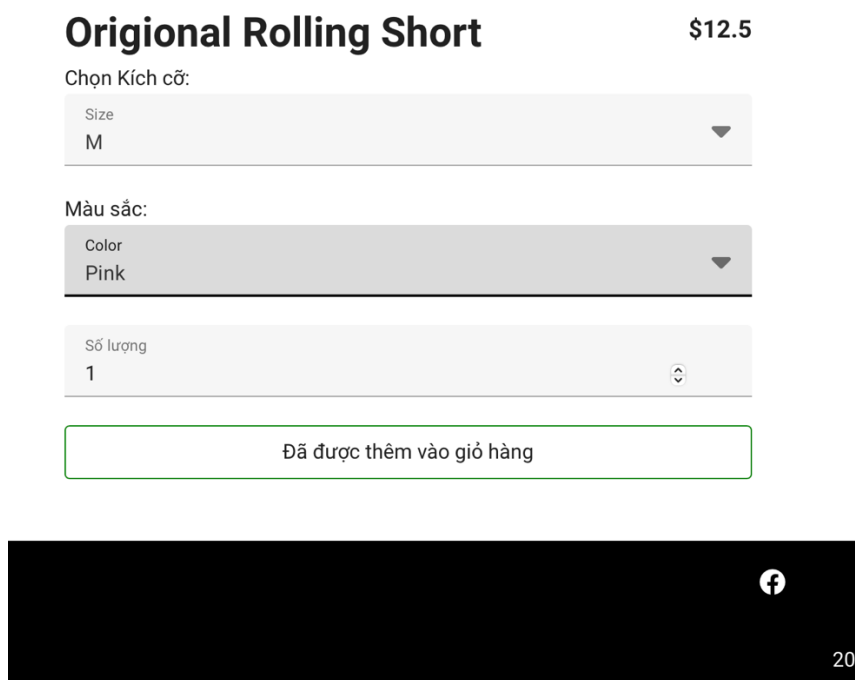 Origional Rolling Short
$12.5
Chọn Kích cỡ:
Size
M
Màu sắc:
Color
Pink
Số lượng
1
Đã được thêm vào giỏ hàng
20